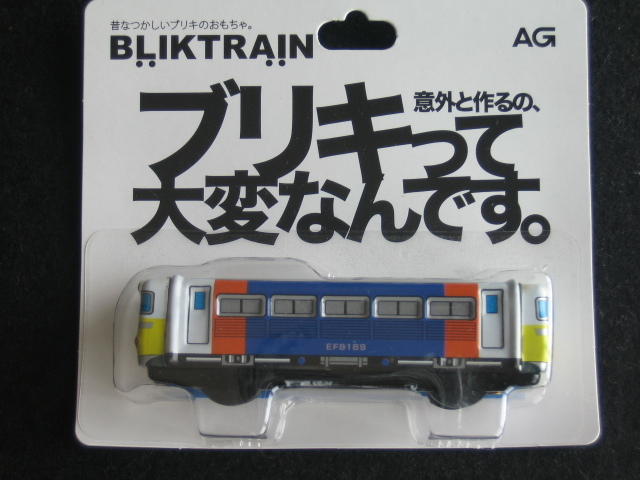 昔なつかしいブリキのおもちゃ。
BLIKTRAIN
AG
意外と作るの、
ブリキって
大変なんです。
EF9189